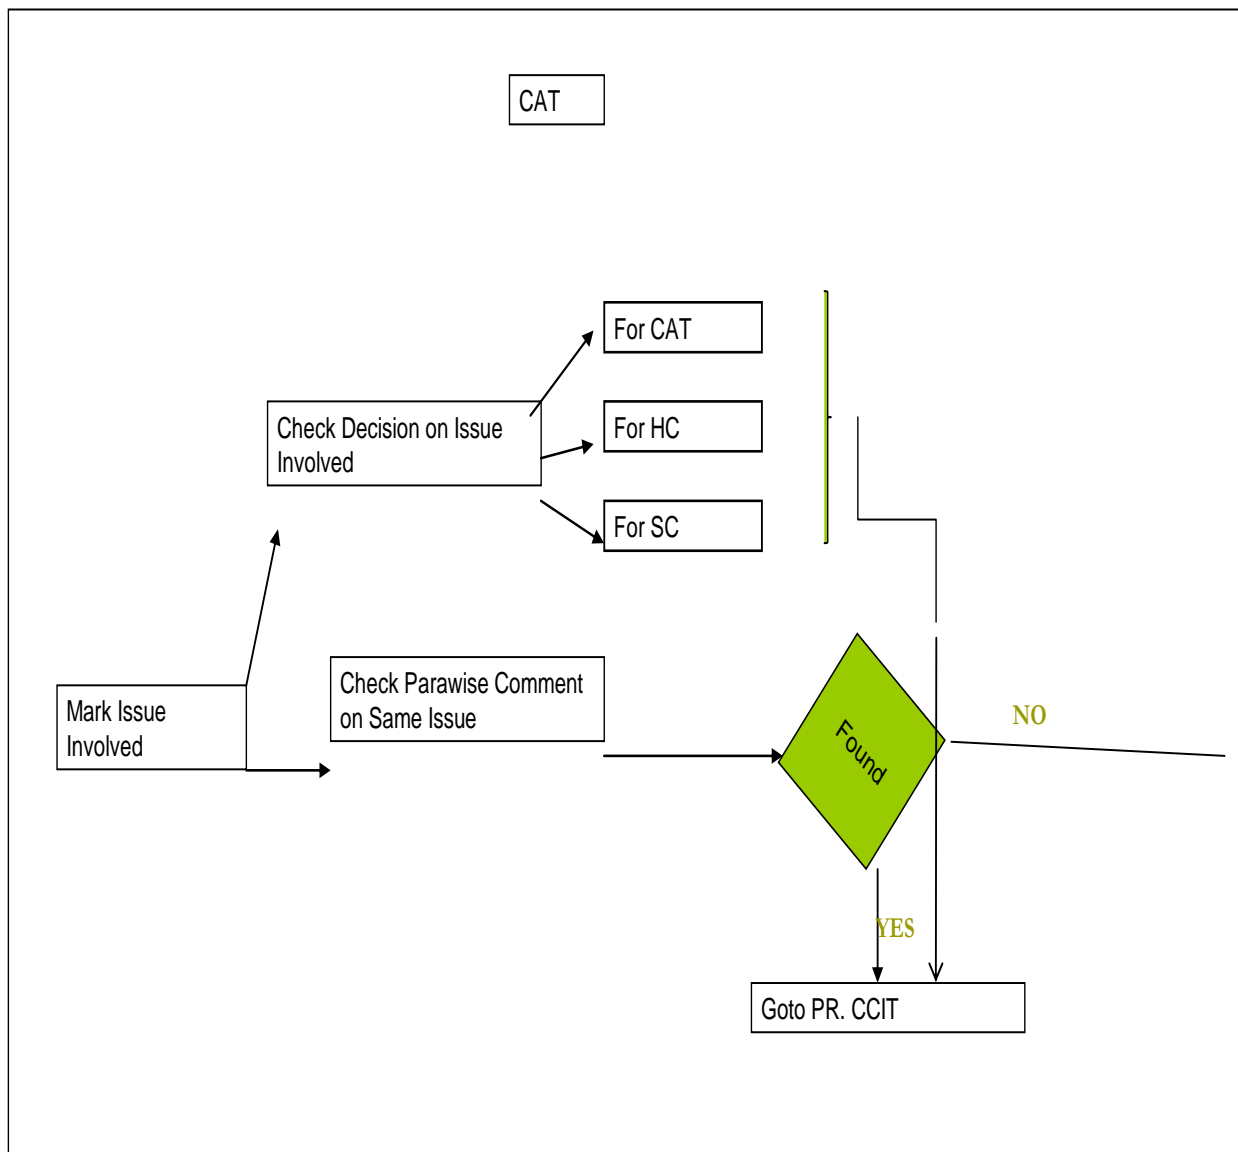 CAT
For CAT
Check Decision on Issue
Involved
For HC
For SC
Mark Issue
Involved
Check Parawise Comment
on Same Issue
Found
NO
YES
Goto PR. CCIT